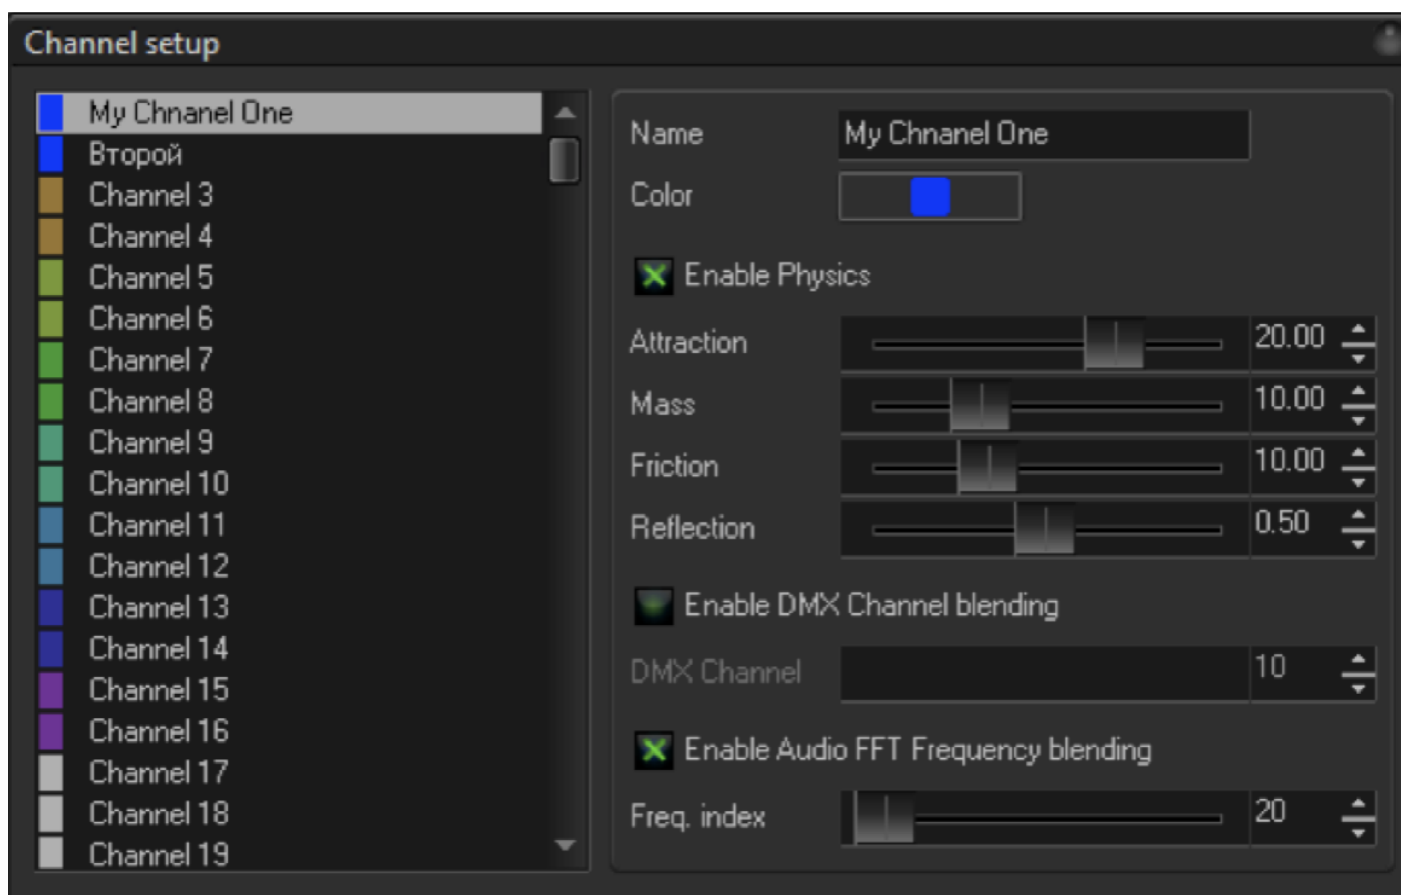 Channel setup
My Chnanel One
Второй
Channel 3
Channel 4
Channel 5
Channel 6
Channel 7
Channel 8
Channel 9
Channel 10
Channel 11
Channel 12
Channel 13
Channel 14
Channel 15
Channel 16
Channel 17
Channel 18
Channel 19
Name My Chnanel One
Color
Enable Physics
Attraction 20.00
Mass 10.00
Friction 10.00
Reflection 0.50
Enable DMX Channel blending
DMX Channel 10
Enable Audio FFT Frequency blending
Freq. index 20